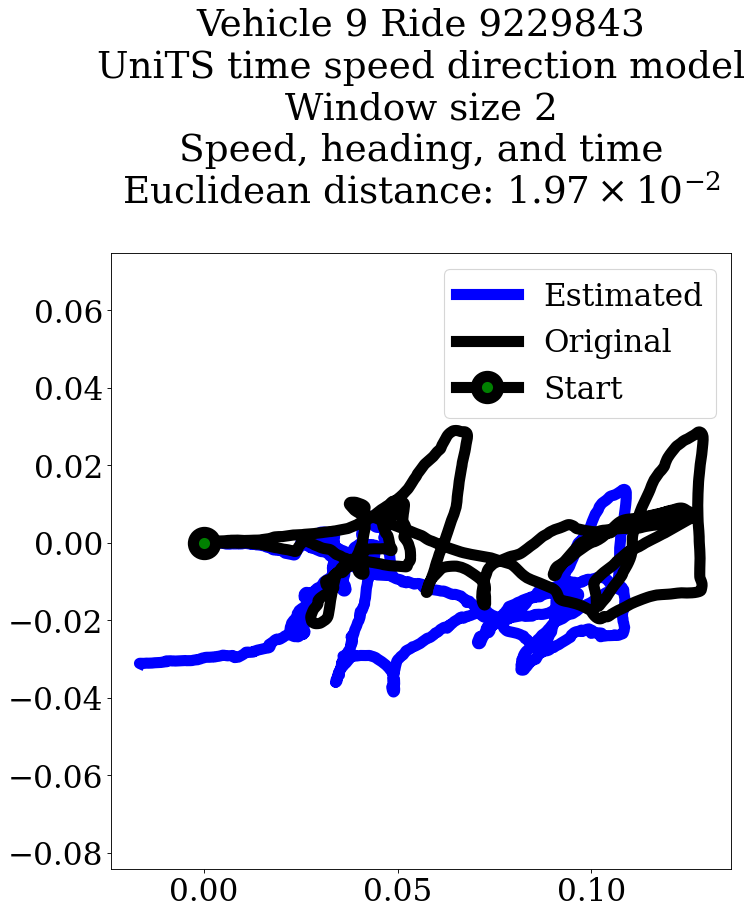 Vehicle 9 Ride 9229843
UniTS time speed direction model
Window size 2
Speed, heading, and time
Euclidean distance: 1.97 × 10⁻²
Estimated
Original
Start
0.06
0.04
0.02
0.00
−0.02
−0.04
−0.06
−0.08
0.00 0.05 0.10